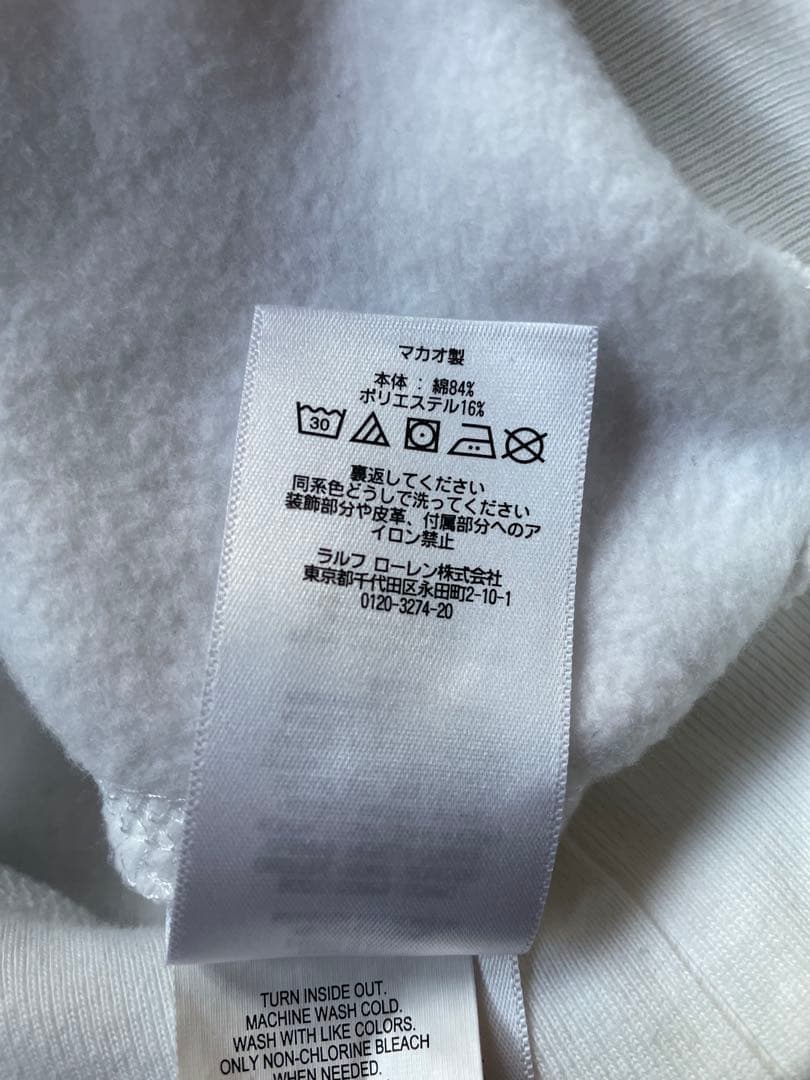 マカオ製
本体 : 綿84%
ポリエステル16%
30
裏返してください
同系色どうしで洗ってください
装飾部分や皮革、付属部分へのア
イロン禁止
ラルフ ローレン株式会社
東京都千代田区永田町2-10-1
0120-3274-20
TURN INSIDE OUT.
MACHINE WASH COLD.
WASH WITH LIKE COLORS.
ONLY NON-CHLORINE BLEACH
WHEN NEEDED.